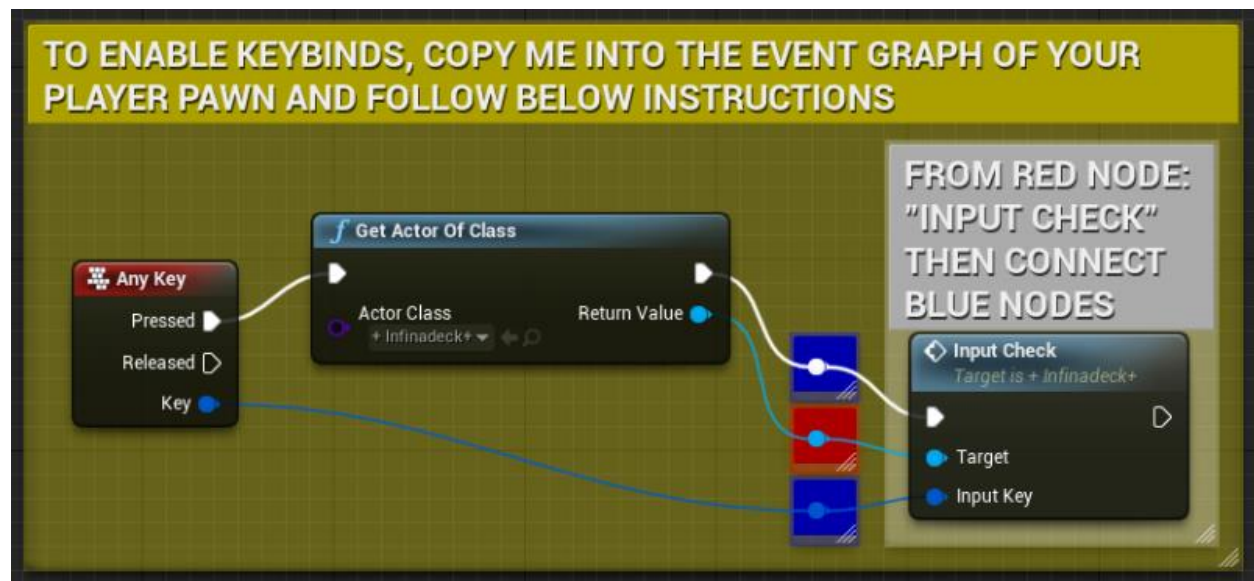 TO ENABLE KEYBINDS, COPY ME INTO THE EVENT GRAPH OF YOUR
PLAYER PAWN AND FOLLOW BELOW INSTRUCTIONS
FROM RED NODE:
"INPUT CHECK"
THEN CONNECT
BLUE NODES
Any Key
Pressed
Released
Key
f Get Actor Of Class
Actor Class
+ Infinadeck+
Return Value
Input Check
Target is + Infinadeck+
Target
Input Key